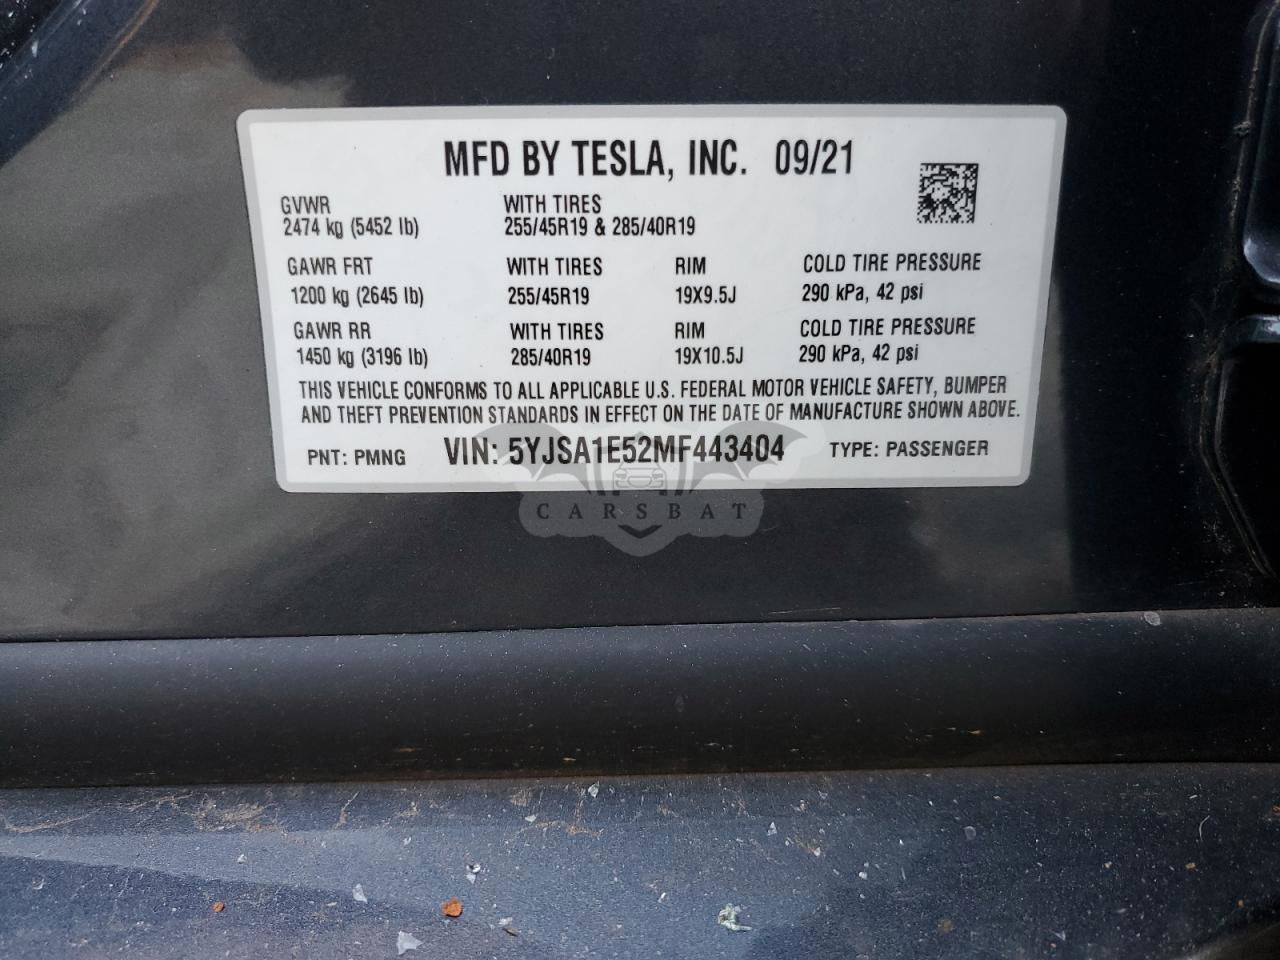 MFD BY TESLA, INC. 09/21
GVWR WITH TIRES
2474 kg (5452 lb) 255/45R19 & 285/40R19
GAWR FRT WITH TIRES RIM COLD TIRE PRESSURE
1200 kg (2645 lb) 255/45R19 19X9.5J 290 kPa, 42 psi
GAWR RR WITH TIRES RIM COLD TIRE PRESSURE
1450 kg (3196 lb) 285/40R19 19X10.5J 290 kPa, 42 psi
THIS VEHICLE CONFORMS TO ALL APPLICABLE U.S. FEDERAL MOTOR VEHICLE SAFETY, BUMPER
AND THEFT PREVENTION STANDARDS IN EFFECT ON THE DATE OF MANUFACTURE SHOWN ABOVE.
PNT: PMNG VIN: 5YJSA1E52MF443404 TYPE: PASSENGER
CARSBAT